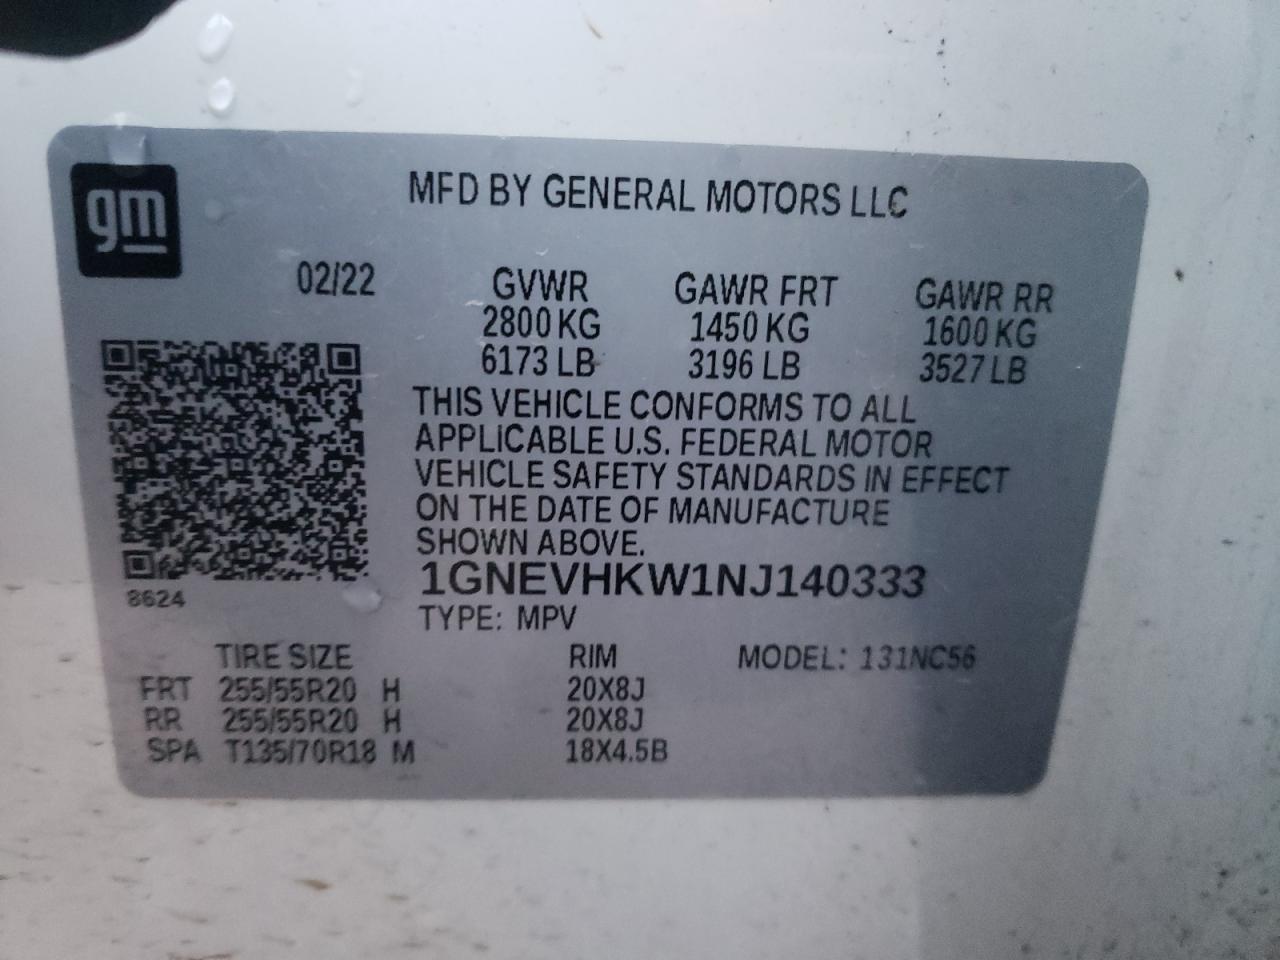 gm
MFD BY GENERAL MOTORS LLC
02/22 GVWR GAWR FRT GAWR RR
2800 KG 1450 KG 1600 KG
6173 LB 3196 LB 3527 LB
THIS VEHICLE CONFORMS TO ALL
APPLICABLE U.S. FEDERAL MOTOR
VEHICLE SAFETY STANDARDS IN EFFECT
ON THE DATE OF MANUFACTURE
SHOWN ABOVE.
1GNEVHKW1NJ140333
8624
TYPE: MPV
TIRE SIZE RIM MODEL: 131NC56
FRT 255/55R20 H 20X8J
RR 255/55R20 H 20X8J
SPA T135/70R18 M 18X4.5B